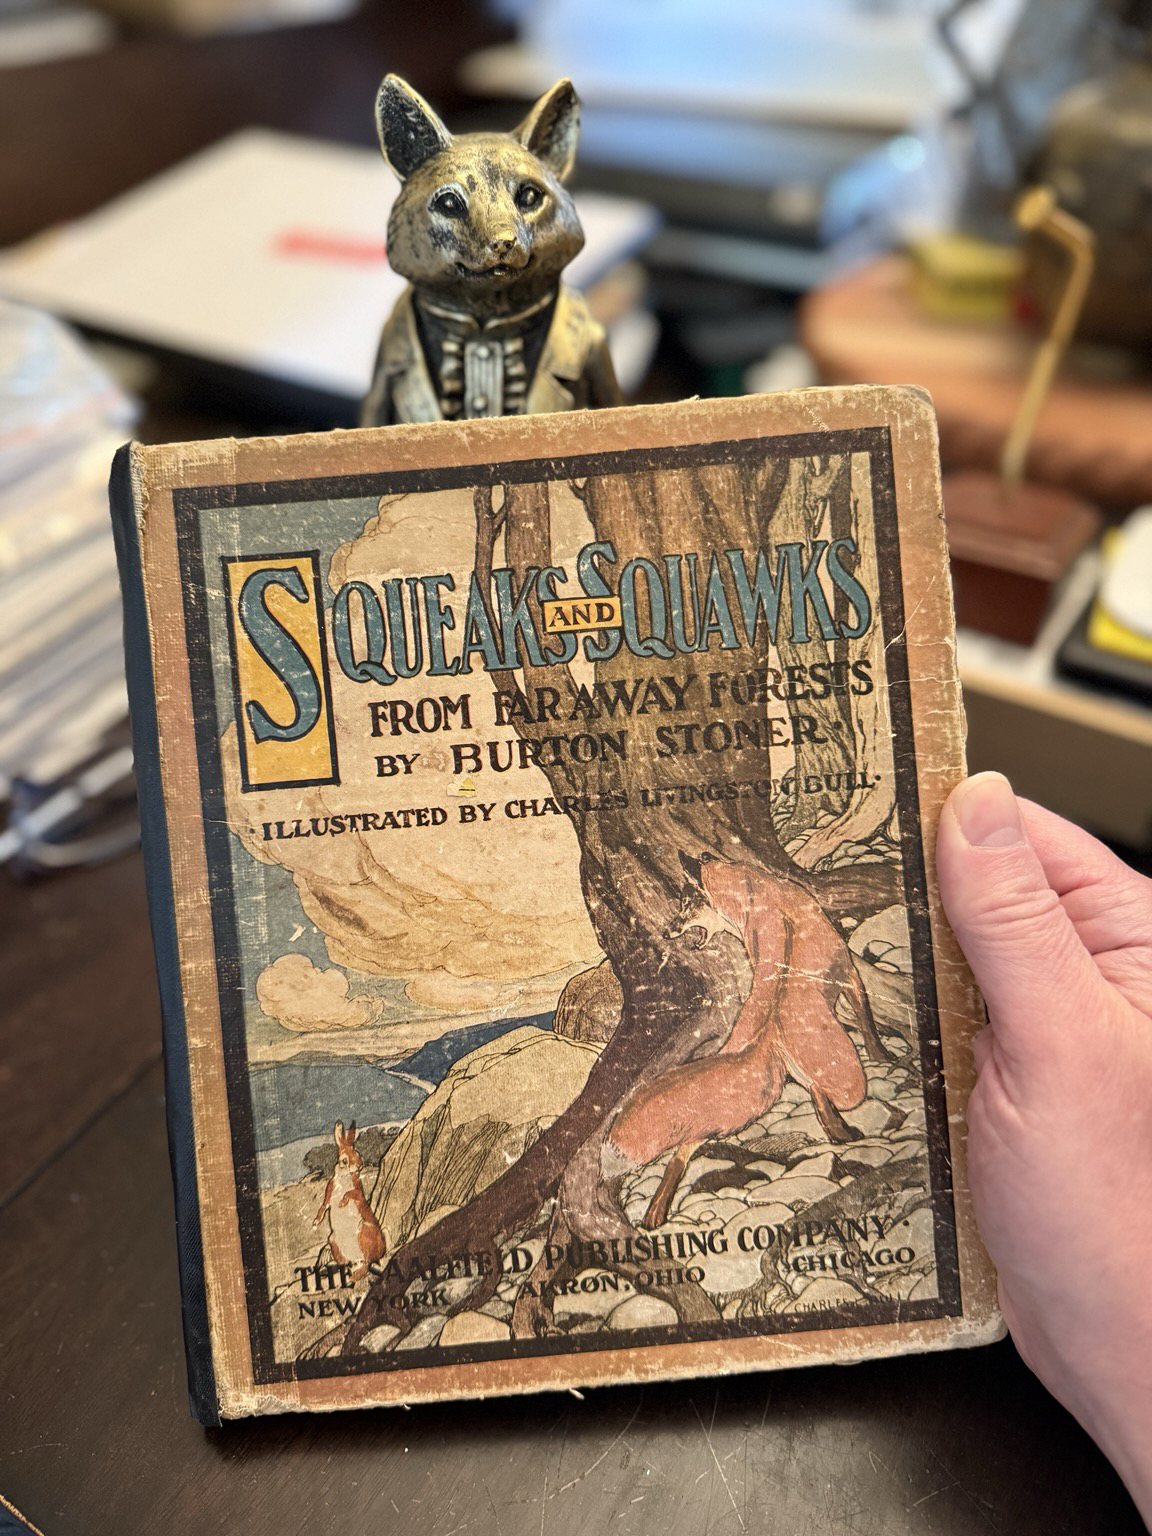 SQUEAKS AND SQUAWKS
FROM FAR AWAY FORESTS
BY BURTON STONER·
·ILLUSTRATED BY CHARLES LIVINGSTON BULL·
THE SAALFIELD PUBLISHING COMPANY·
NEW YORK AKRON, OHIO CHICAGO